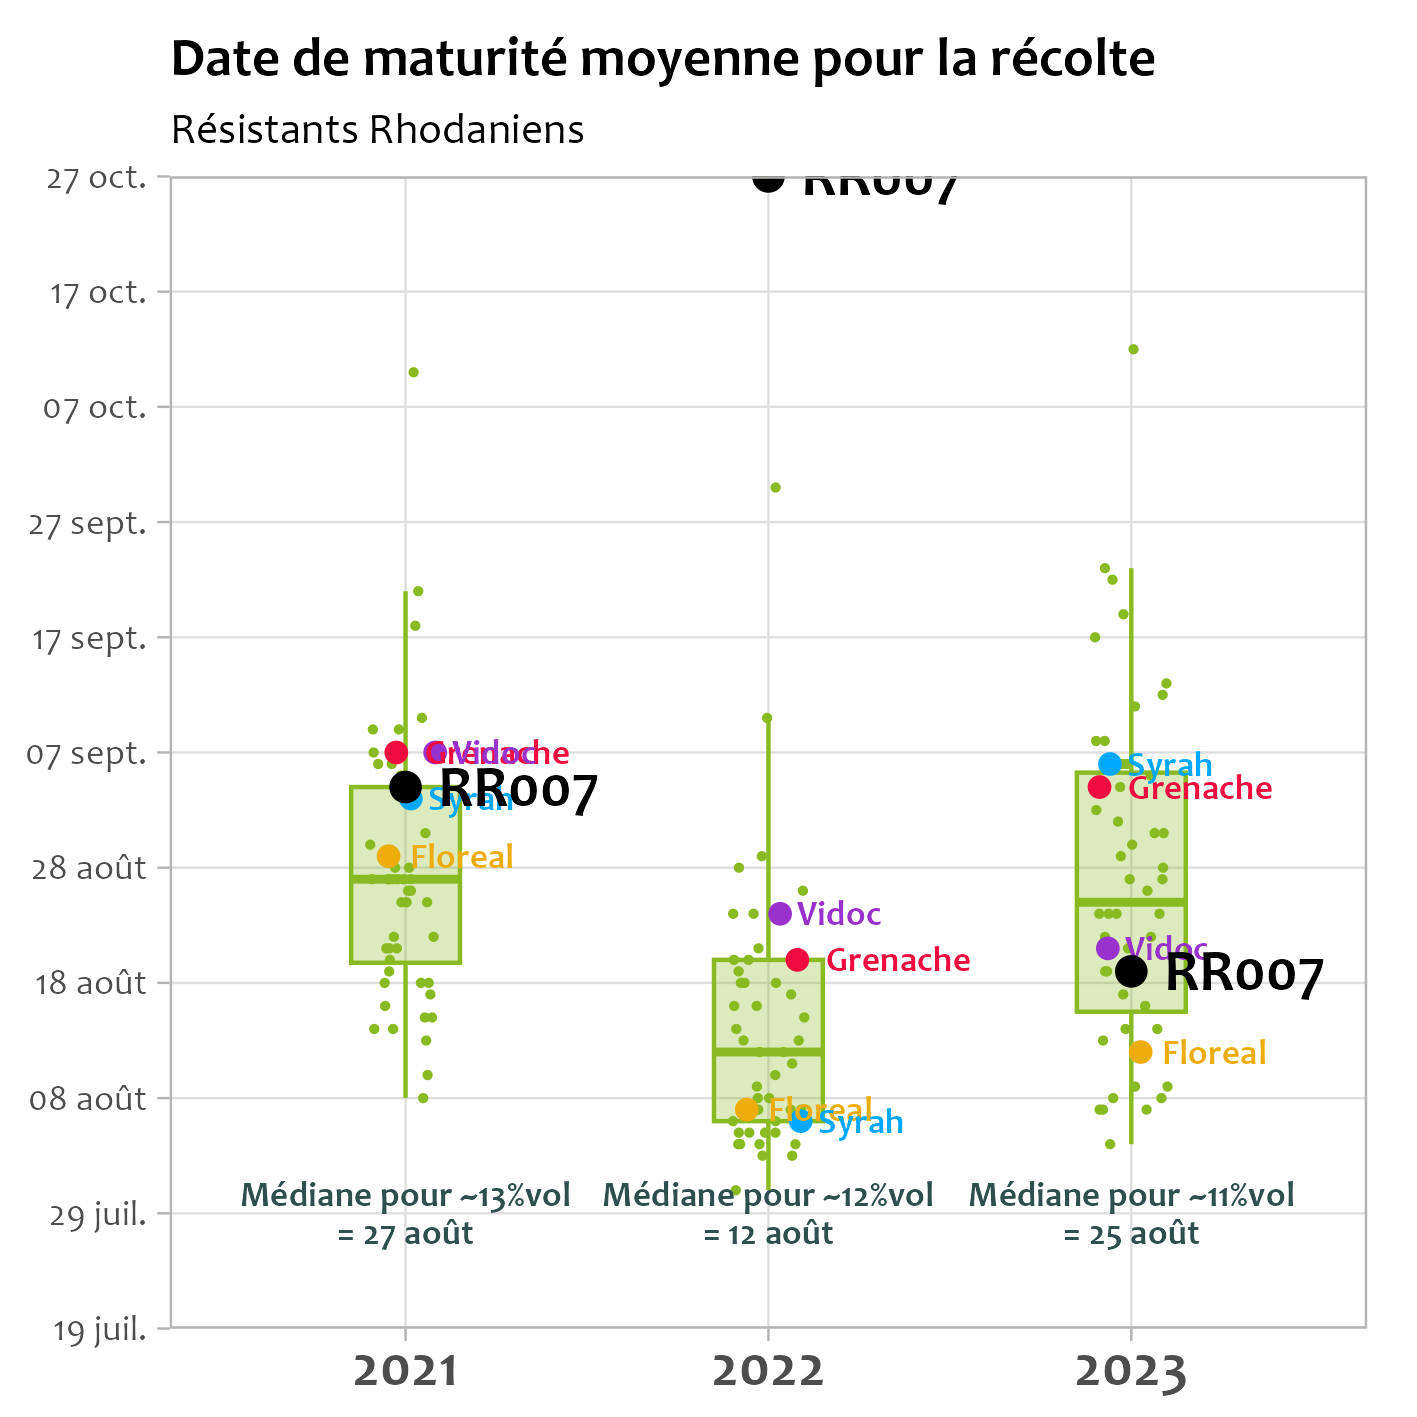 Date de maturité moyenne pour la récolte
Résistants Rhodaniens
27 oct.
17 oct.
07 oct.
27 sept.
17 sept.
07 sept.
28 août
18 août
08 août
29 juil.
19 juil.
RR007
Grenache
Vidoc
RR007
Syrah
Floreal
Vidoc
Grenache
Floreal
Syrah
Syrah
Grenache
Vidoc
RR007
Floreal
Médiane pour ~13%vol
= 27 août
Médiane pour ~12%vol
= 12 août
Médiane pour ~11%vol
= 25 août
2021
2022
2023